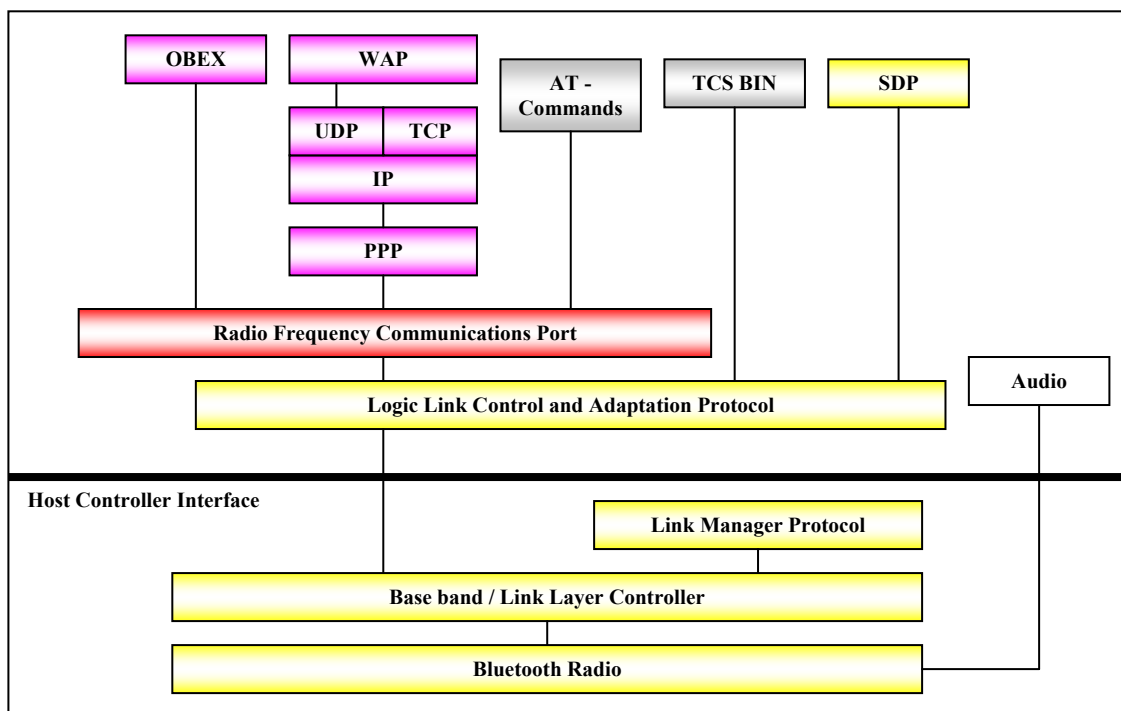 OBEX
WAP
AT -
Commands
TCS BIN
SDP
UDP
TCP
IP
PPP
Radio Frequency Communications Port
Audio
Logic Link Control and Adaptation Protocol
Host Controller Interface
Link Manager Protocol
Base band / Link Layer Controller
Bluetooth Radio